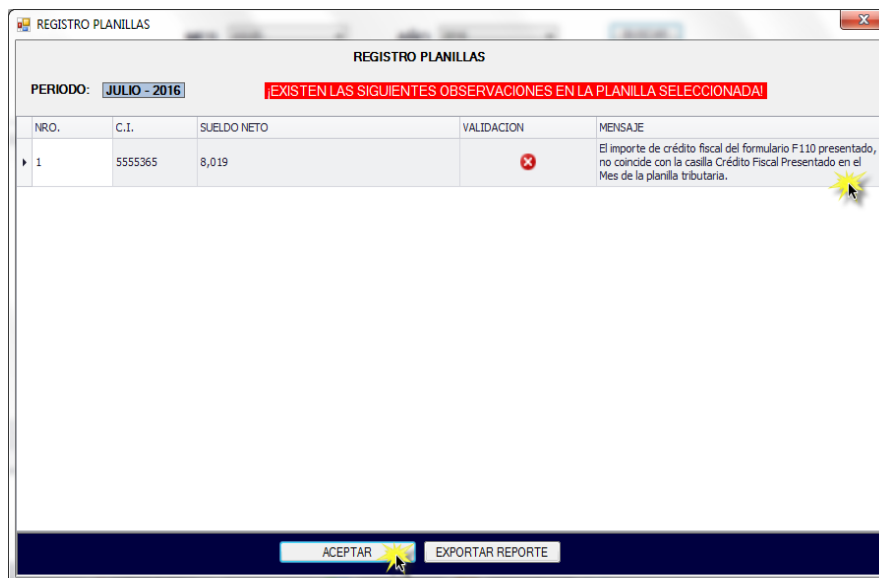 REGISTRO PLANILLAS
REGISTRO PLANILLAS
PERIODO: JULIO - 2016 ¡EXISTEN LAS SIGUIENTES OBSERVACIONES EN LA PLANILLA SELECCIONADA!
NRO. C.I. SUELDO NETO VALIDACION MENSAJE
1 5555365 8,019 El importe de crédito fiscal del formulario F110 presentado,
no coincide con la casilla Crédito Fiscal Presentado en el
Mes de la planilla tributaria.
ACEPTAR EXPORTAR REPORTE